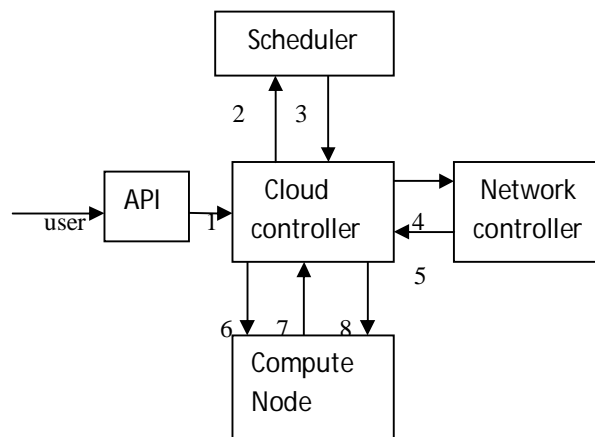 Scheduler
2
3
API
Cloud
controller
Network
controller
user
1
4
5
6
7
8
Compute
Node